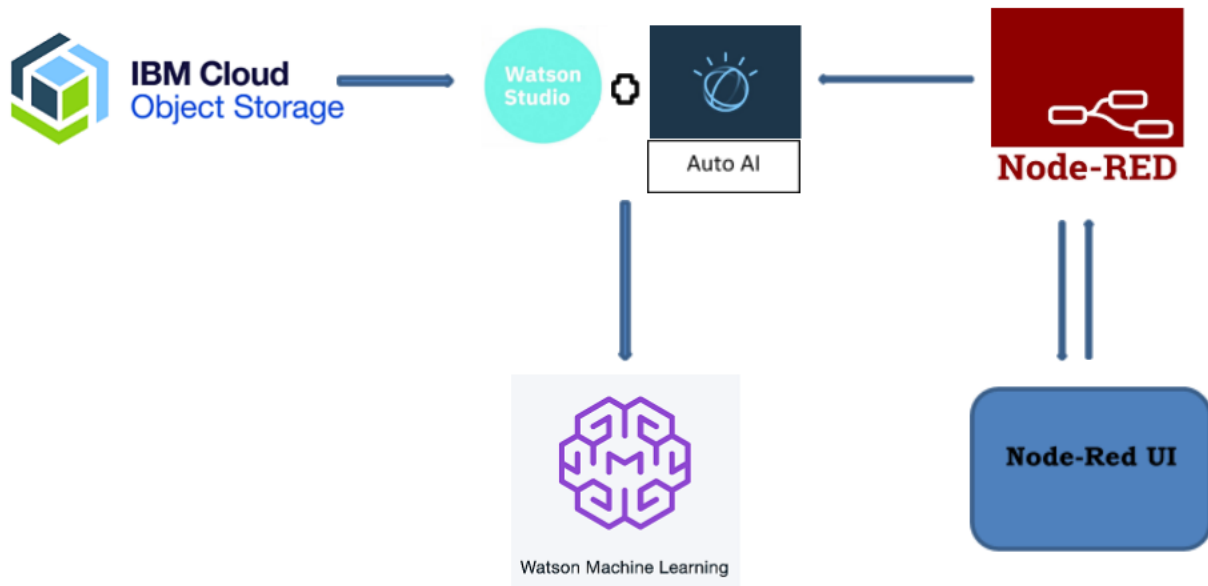 IBM Cloud
Object Storage
Watson
Studio
Auto AI
Node-RED
Node-Red UI
Watson Machine Learning